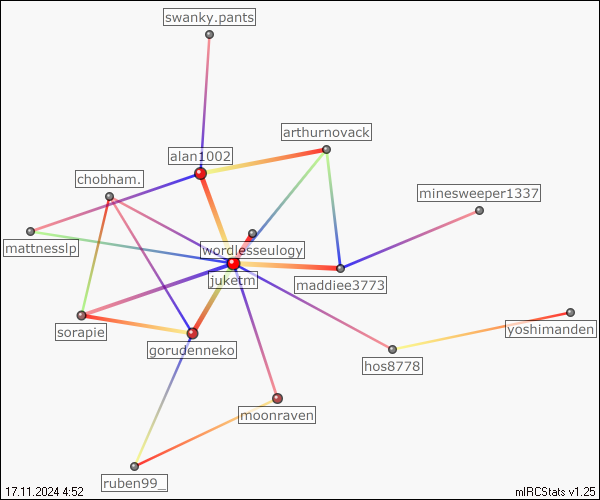 swanky.pants
arthurnovack
alan1002
chobham.
minesweeper1337
mattnesslp
wordlesseulogy
juketm
maddiee3773
sorapie
yoshimanden
gorudenneko
hos8778
moonraven
ruben99_
17.11.2024 4:52
mIRCStats v1.25